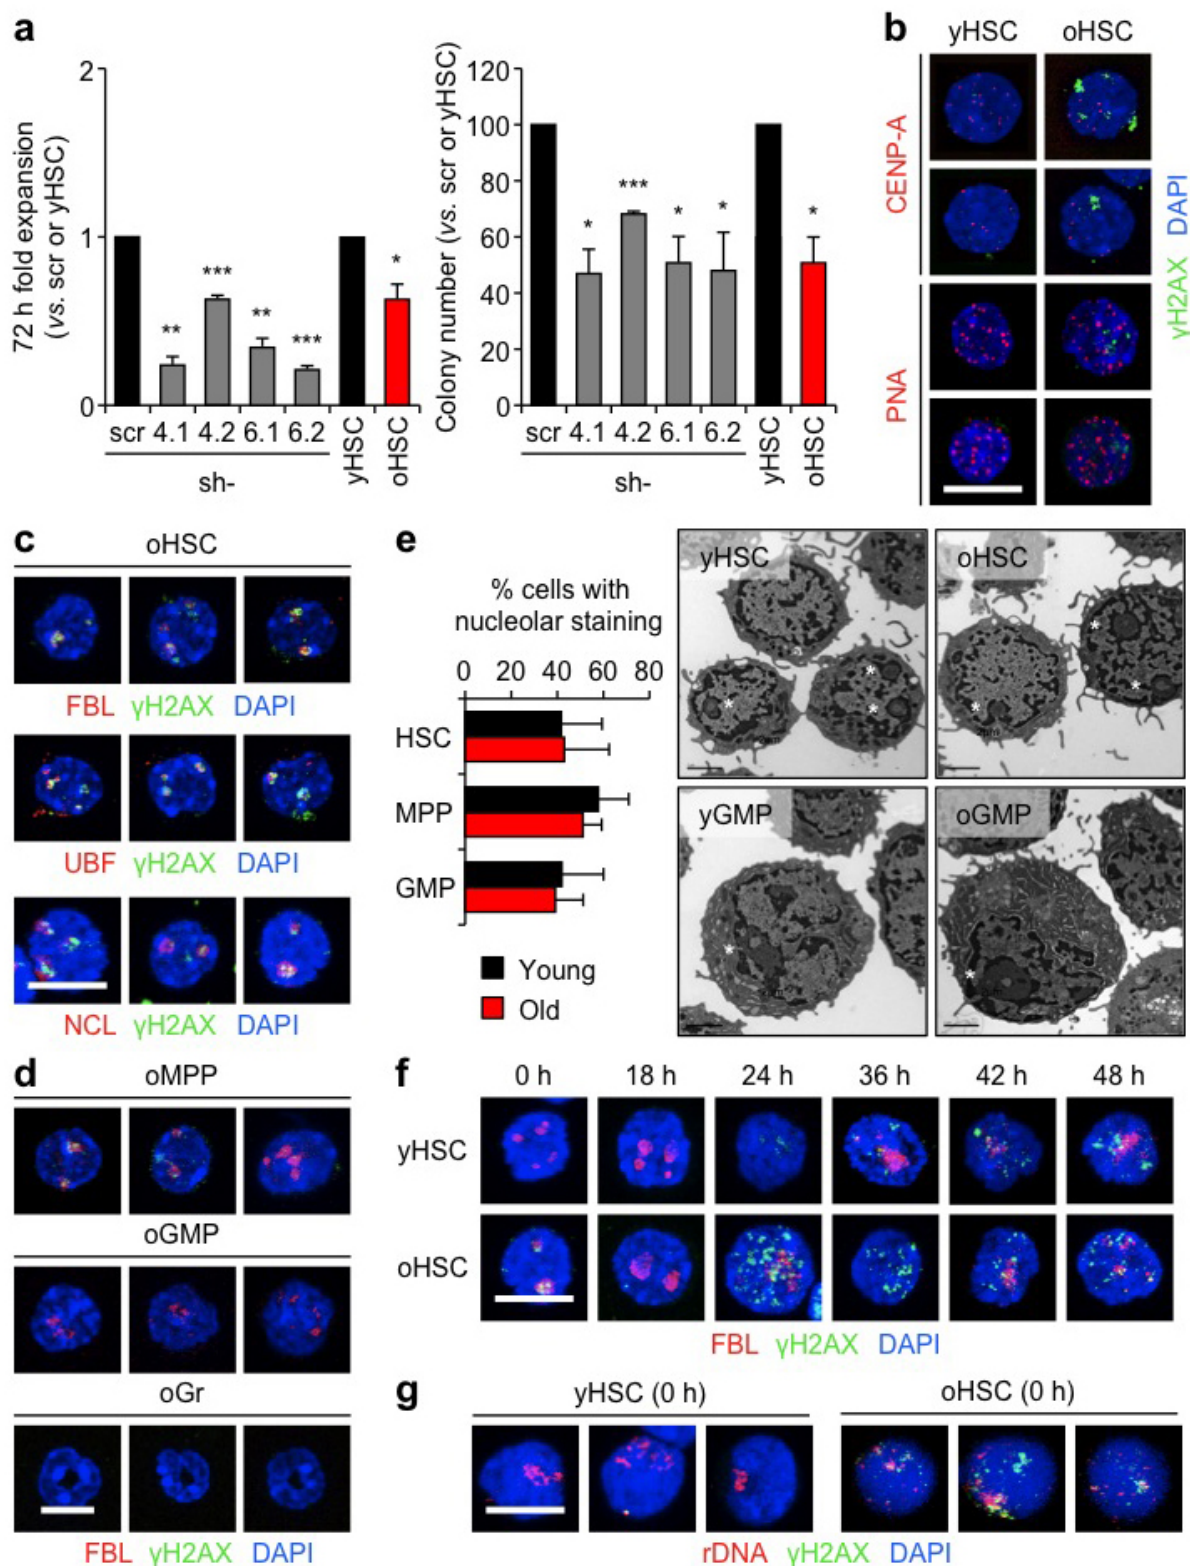 a
72 h fold expansion
(vs. scr or yHSC)
2
1
0
**
***
**
***
*
scr 4.1 4.2 6.1 6.2 yHSC oHSC
sh-
Colony number (vs. scr or yHSC)
120
100
80
60
40
20
0
*
***
*
*
*
scr 4.1 4.2 6.1 6.2 yHSC oHSC
sh-
b
yHSC oHSC
CENP-A
PNA
γH2AX DAPI
c
oHSC
FBL γH2AX DAPI
UBF γH2AX DAPI
NCL γH2AX DAPI
d
oMPP
oGMP
oGr
FBL γH2AX DAPI
e
% cells with
nucleolar staining
0 20 40 60 80
HSC
MPP
GMP
Young
Old
yHSC
*
*
*
oHSC
*
*
*
yGMP
*
oGMP
*
f
0 h 18 h 24 h 36 h 42 h 48 h
yHSC
oHSC
FBL γH2AX DAPI
g
yHSC (0 h) oHSC (0 h)
rDNA γH2AX DAPI